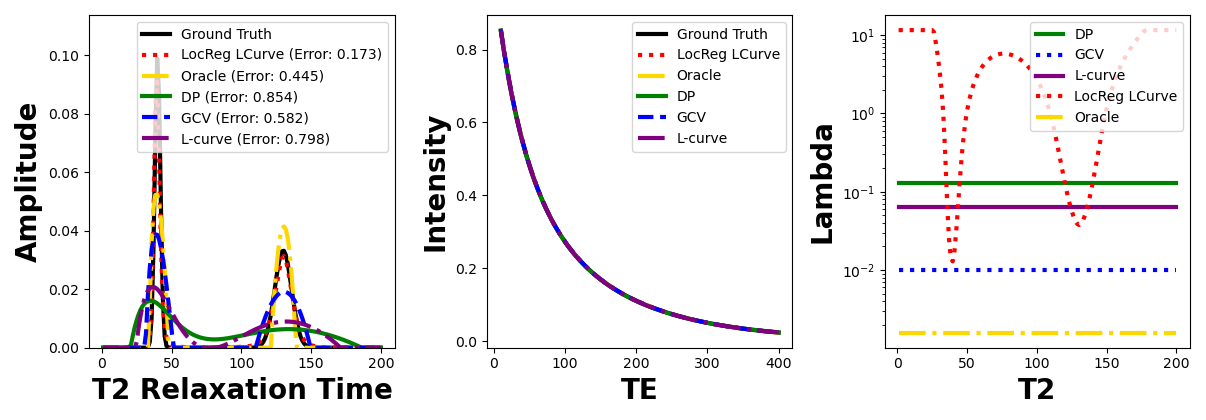 Amplitude
0.10
0.08
0.06
0.04
0.02
0.00
Ground Truth
LocReg LCurve (Error: 0.173)
Oracle (Error: 0.445)
DP (Error: 0.854)
GCV (Error: 0.582)
L-curve (Error: 0.798)
0 50 100 150 200
T2 Relaxation Time
Intensity
0.8
0.6
0.4
0.2
0.0
Ground Truth
LocReg LCurve
Oracle
DP
GCV
L-curve
0 100 200 300 400
TE
Lambda
10¹
10⁰
10⁻¹
10⁻²
DP
GCV
L-curve
LocReg LCurve
Oracle
0 50 100 150 200
T2